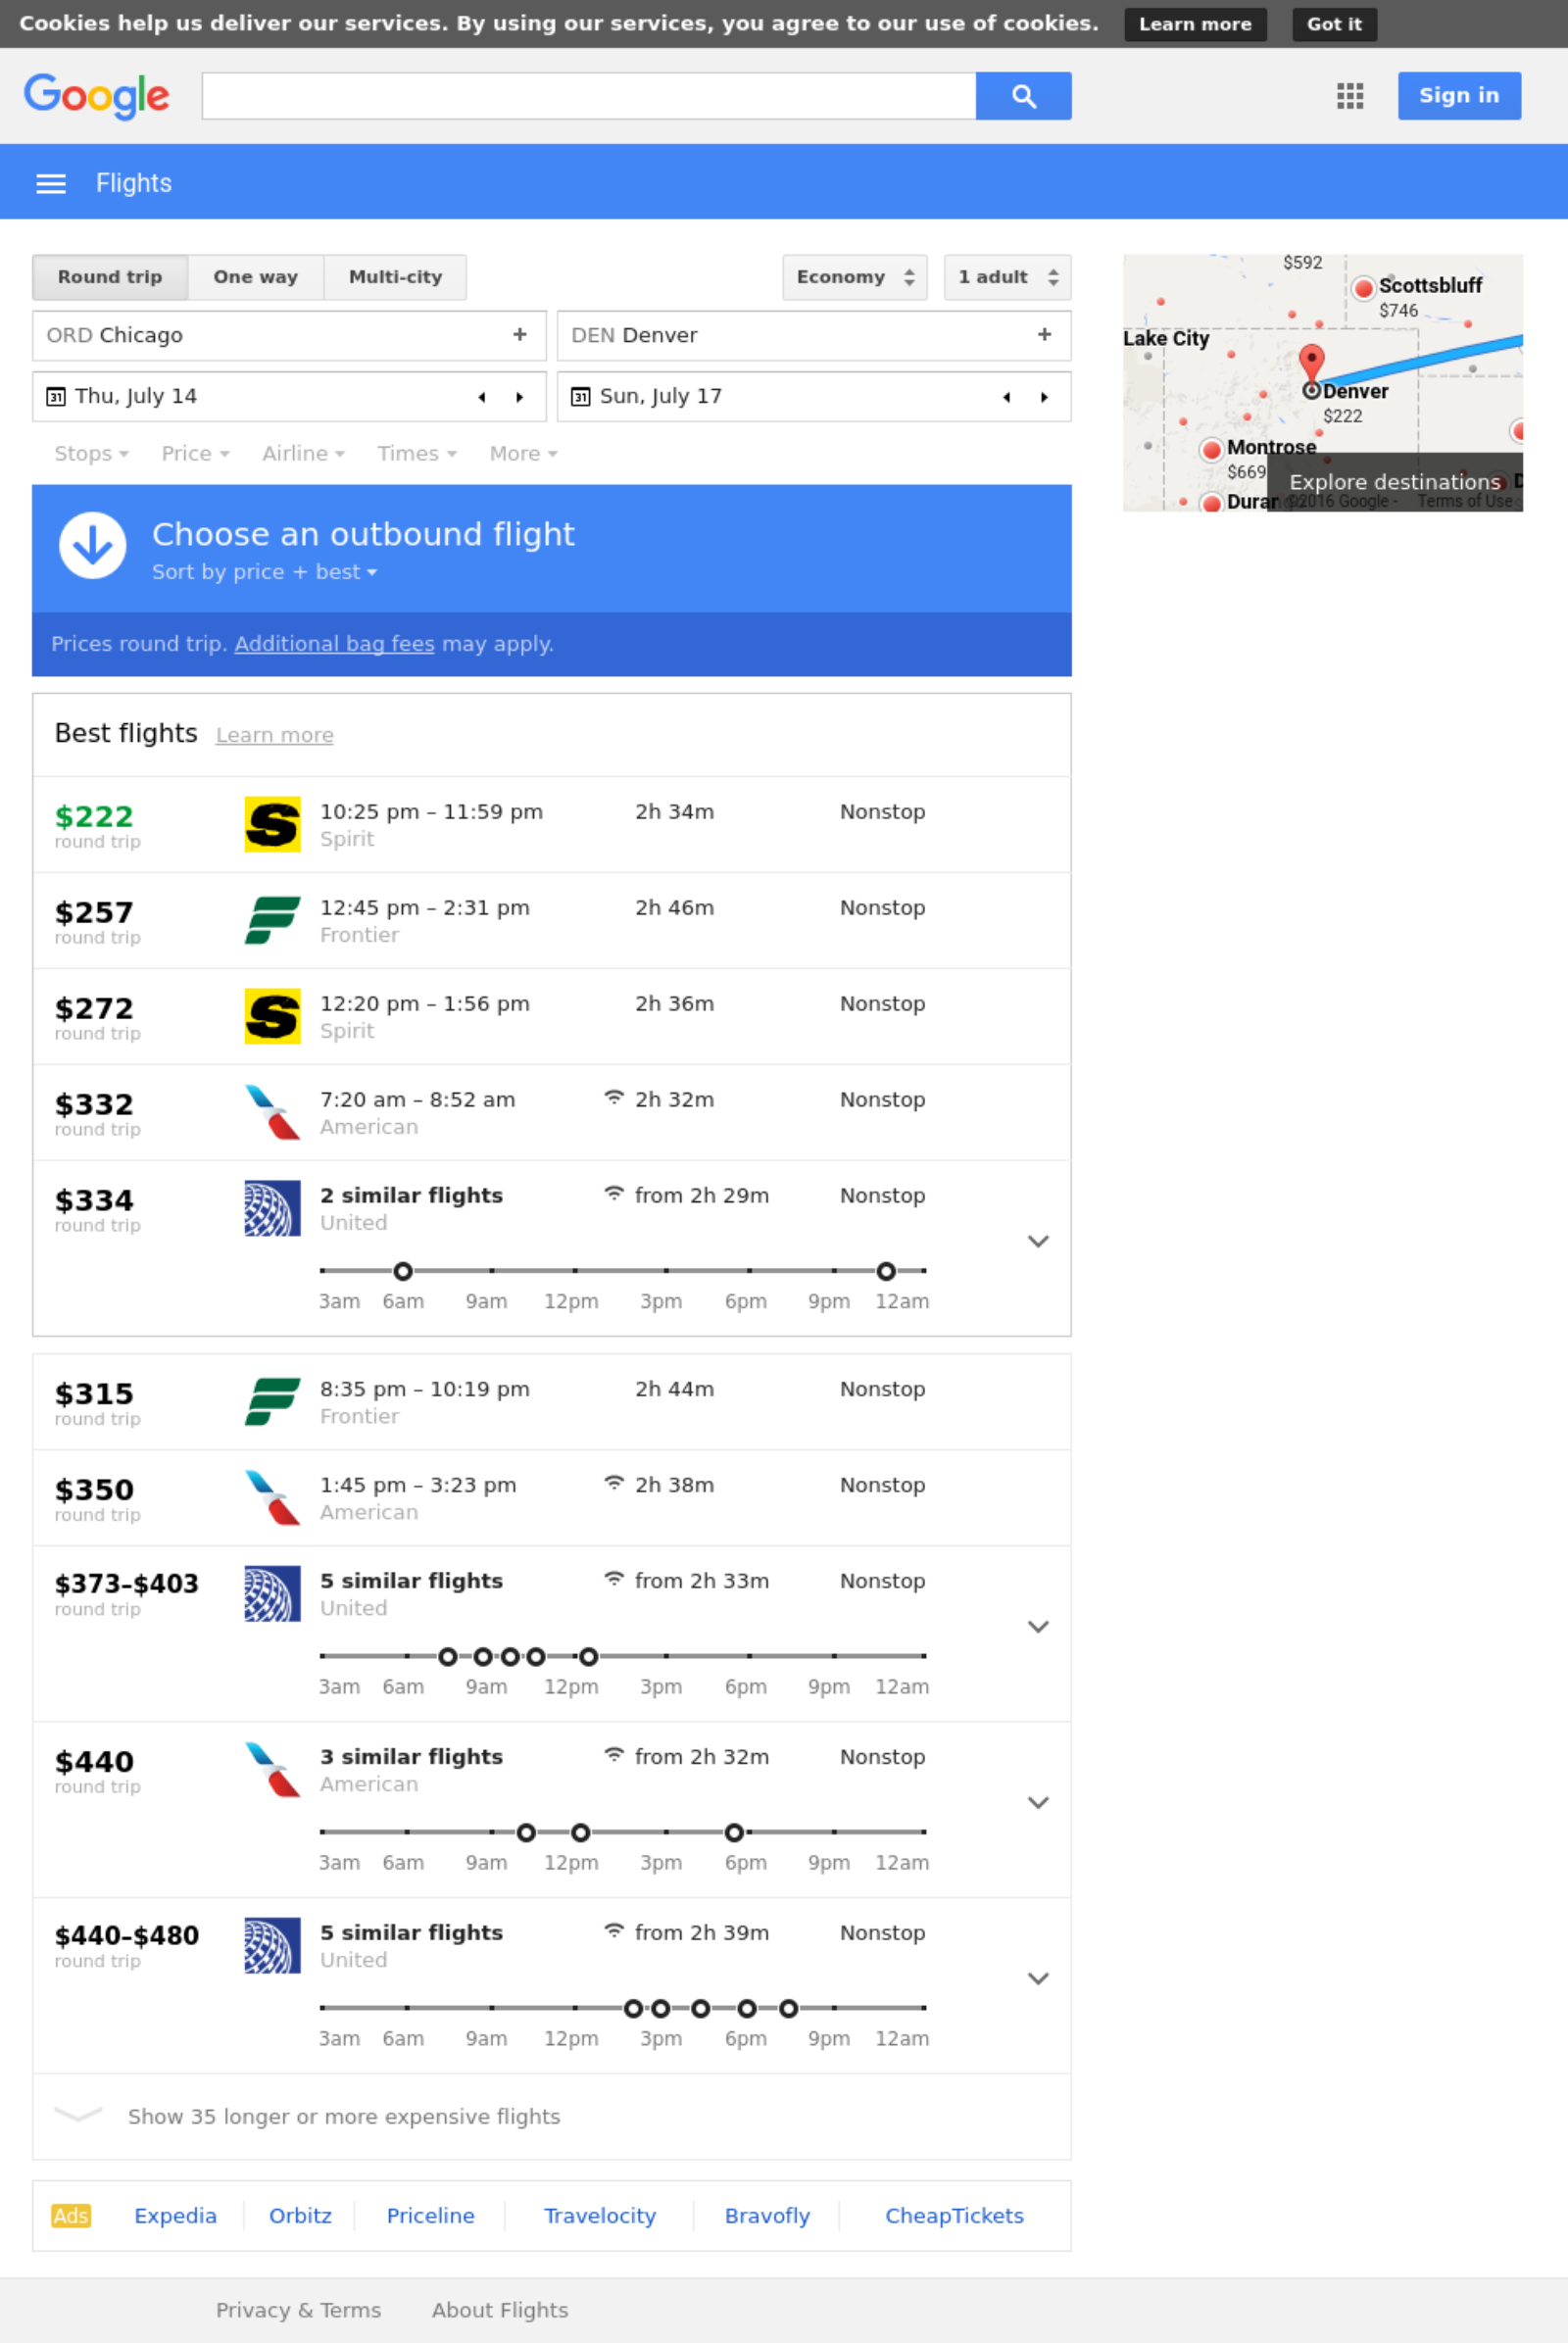 Cookies help us deliver our services. By using our services, you agree to our use of cookies. Learn more Got it
Google Sign in
Flights
Round trip One way Multi-city Economy 1 adult
ORD Chicago + DEN Denver +
31 Thu, July 14 31 Sun, July 17
Stops Price Airline Times More
$592
Scottsbluff
$746
Lake City
Denver
$222
Montrose
$669
Explore destinations D
Duran ©2016 Google - Terms of Use
Choose an outbound flight
Sort by price + best
Prices round trip. Additional bag fees may apply.
Best flights Learn more
$222 10:25 pm – 11:59 pm 2h 34m Nonstop
round trip Spirit
$257 12:45 pm – 2:31 pm 2h 46m Nonstop
round trip Frontier
$272 12:20 pm – 1:56 pm 2h 36m Nonstop
round trip Spirit
$332 7:20 am – 8:52 am 2h 32m Nonstop
round trip American
$334 2 similar flights from 2h 29m Nonstop
round trip United
3am 6am 9am 12pm 3pm 6pm 9pm 12am
$315 8:35 pm – 10:19 pm 2h 44m Nonstop
round trip Frontier
$350 1:45 pm – 3:23 pm 2h 38m Nonstop
round trip American
$373–$403 5 similar flights from 2h 33m Nonstop
round trip United
3am 6am 9am 12pm 3pm 6pm 9pm 12am
$440 3 similar flights from 2h 32m Nonstop
round trip American
3am 6am 9am 12pm 3pm 6pm 9pm 12am
$440–$480 5 similar flights from 2h 39m Nonstop
round trip United
3am 6am 9am 12pm 3pm 6pm 9pm 12am
Show 35 longer or more expensive flights
Ads Expedia Orbitz Priceline Travelocity Bravofly CheapTickets
Privacy & Terms About Flights